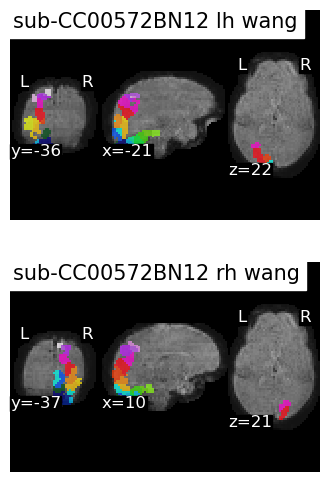 sub-CC00572BN12 lh wang
L R
L R
y=-36
x=-21
z=22
sub-CC00572BN12 rh wang
L R
L R
y=-37
x=10
z=21